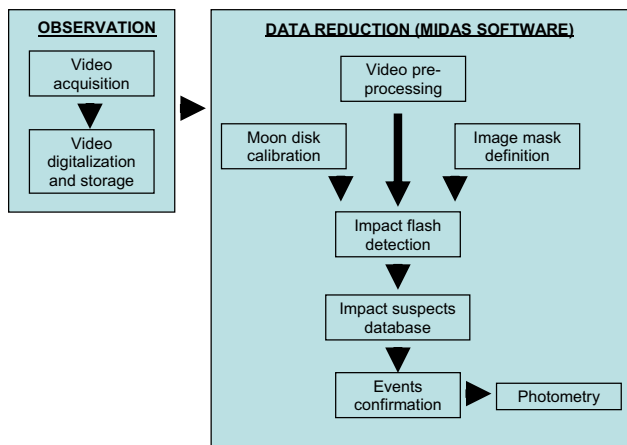 OBSERVATION
Video
acquisition
Video
digitalization
and storage
DATA REDUCTION (MIDAS SOFTWARE)
Video pre-
processing
Moon disk
calibration
Image mask
definition
Impact flash
detection
Impact suspects
database
Events
confirmation
Photometry